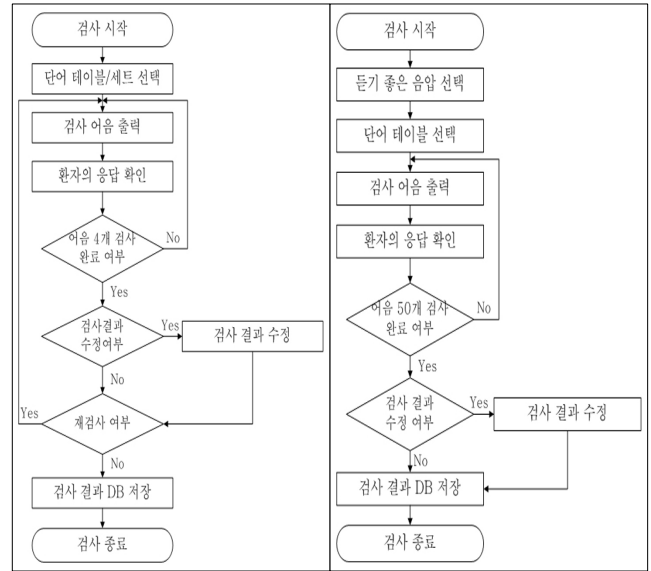 검사 시작
단어 테이블/세트 선택
검사 어음 출력
환자의 응답 확인
어음 4개 검사
완료 여부
No
Yes
검사결과
수정여부
Yes
검사 결과 수정
No
재검사 여부
Yes
No
검사 결과 DB 저장
검사 종료
검사 시작
듣기 좋은 음압 선택
단어 테이블 선택
검사 어음 출력
환자의 응답 확인
어음 50개 검사
완료 여부
No
Yes
검사 결과
수정 여부
Yes
검사 결과 수정
No
검사 결과 DB 저장
검사 종료